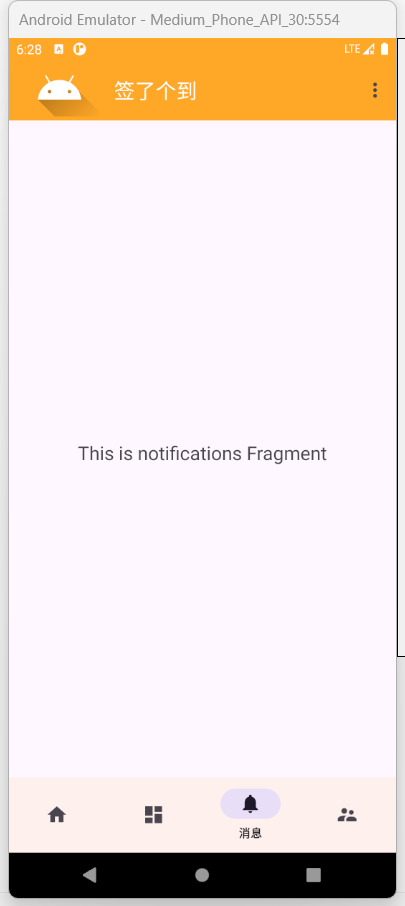 Android Emulator - Medium_Phone_API_30:5554
6:28 A LTE
签了个到
This is notifications Fragment
消息